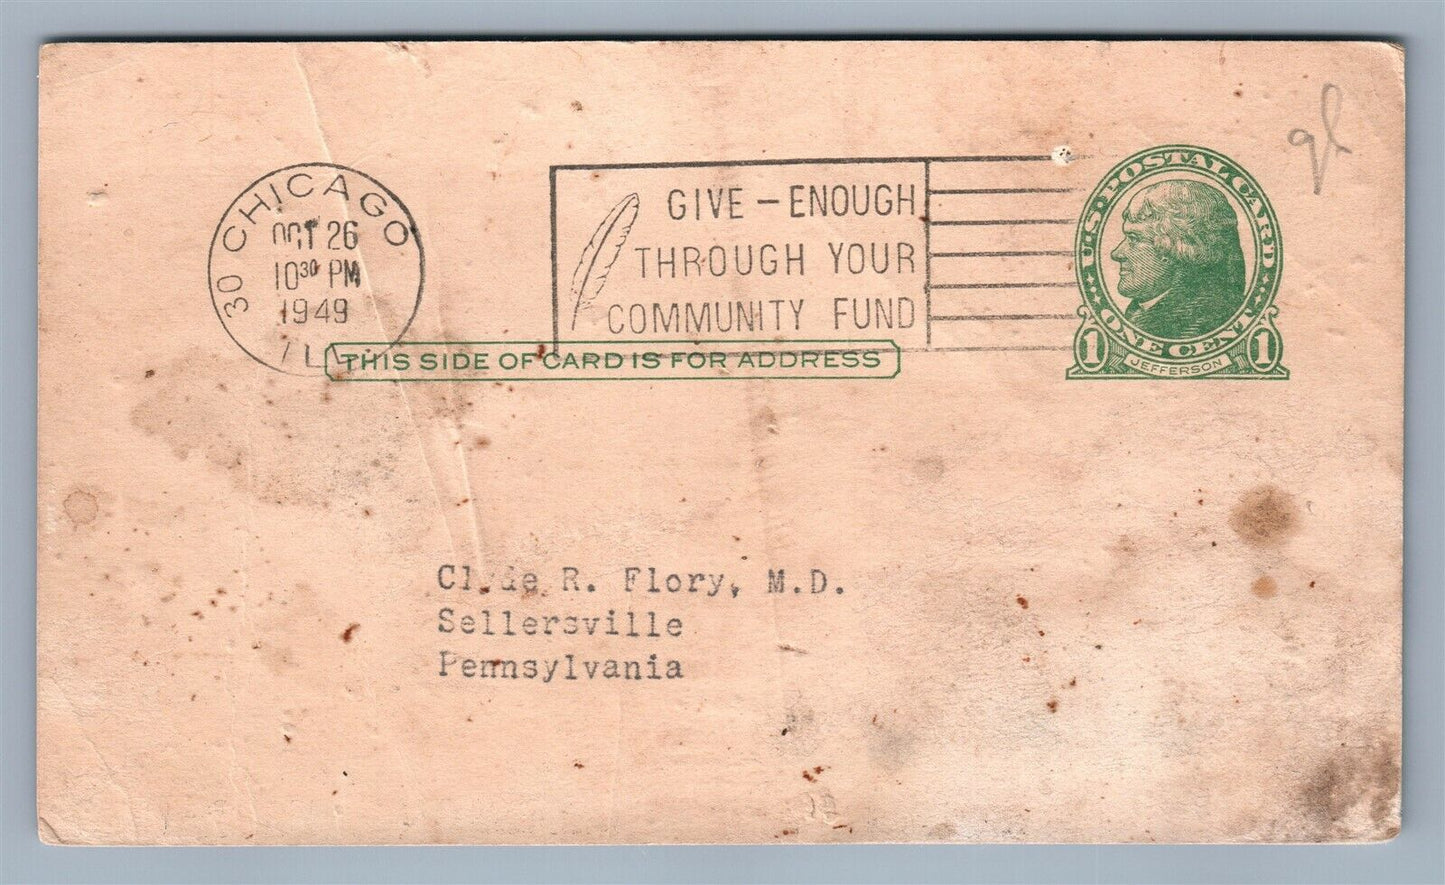 30 CHICAGO
OCT 26
10³⁰ PM
1949
ILL.
GIVE – ENOUGH
THROUGH YOUR
COMMUNITY FUND
U·S·POSTAL CARD
ONE CENT
1 JEFFERSON 1
THIS SIDE OF CARD IS FOR ADDRESS
R. Flory, M.D.
Sellersville
Pennsylvania